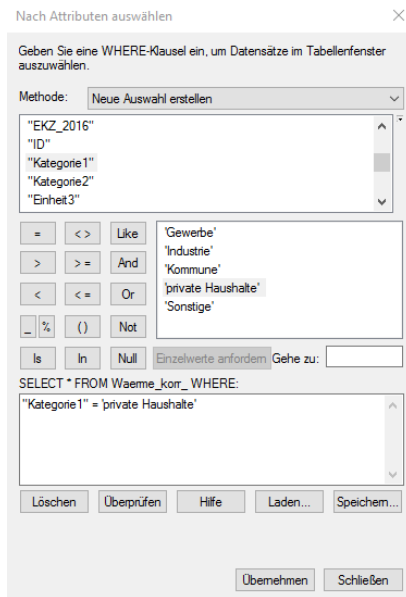 Nach Attributen auswählen
Geben Sie eine WHERE-Klausel ein, um Datensätze im Tabellenfenster
auszuwählen.
Methode: Neue Auswahl erstellen
"EKZ_2016"
"ID"
"Kategorie1"
"Kategorie2"
"Einheit3"
= < > Like
> > = And
< < = Or
_ % ( ) Not
Is In Null
'Gewerbe'
'Industrie'
'Kommune'
'private Haushalte'
'Sonstige'
Einzelwerte anfordern Gehe zu:
SELECT * FROM Waerme_korr_ WHERE:
"Kategorie1" = 'private Haushalte'
Löschen Überprüfen Hilfe Laden... Speichern...
Übernehmen Schließen